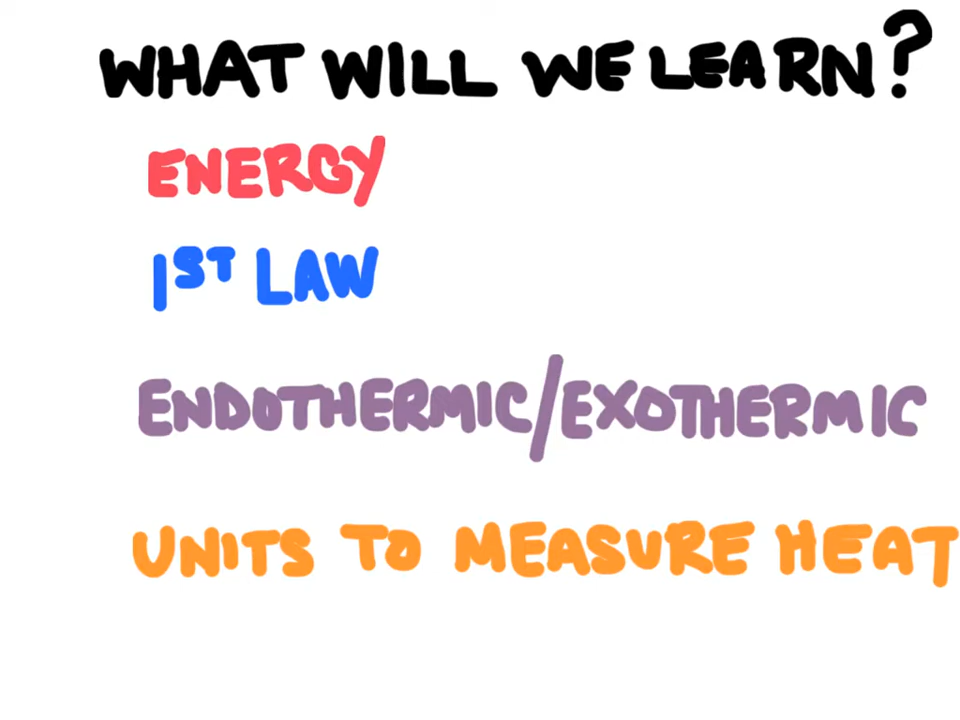 WHAT WILL WE LEARN?
ENERGY
1ST LAW
ENDOTHERMIC/EXOTHERMIC
UNITS TO MEASURE HEAT